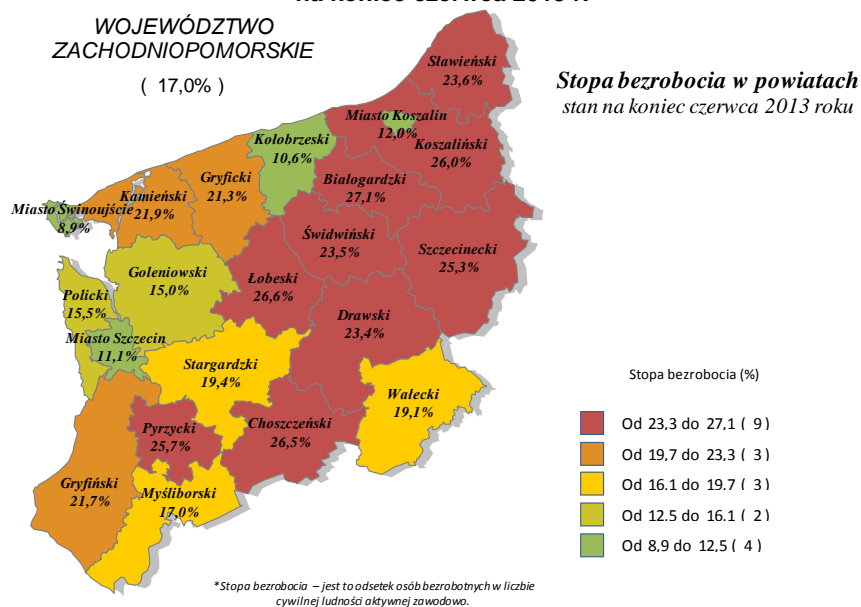 na koniec czerwca 2013 r.
WOJEWÓDZTWO
ZACHODNIOPOMORSKIE
( 17,0% )
Stopa bezrobocia w powiatach
stan na koniec czerwca 2013 roku
Sławieński
23,6%
Miasto Koszalin
12,0%
Koszaliński
26,0%
Kołobrzeski
10,6%
Białogardzki
27,1%
Gryficki
21,3%
Kamieński
21,9%
Miasto Świnoujście
8,9%
Świdwiński
23,5%
Szczecinecki
25,3%
Goleniowski
15,0%
Łobeski
26,6%
Policki
15,5%
Drawski
23,4%
Miasto Szczecin
11,1%
Stargardzki
19,4%
Wałecki
19,1%
Pyrzycki
25,7%
Choszczeński
26,5%
Gryfiński
21,7%
Myśliborski
17,0%
Stopa bezrobocia (%)
Od 23,3 do 27,1 ( 9)
Od 19,7 do 23,3 ( 3)
Od 16.1 do 19.7 ( 3)
Od 12.5 do 16.1 ( 2)
Od 8,9 do 12,5 ( 4)
*Stopa bezrobocia – jest to odsetek osób bezrobotnych w liczbie
cywilnej ludności aktywnej zawodowo.